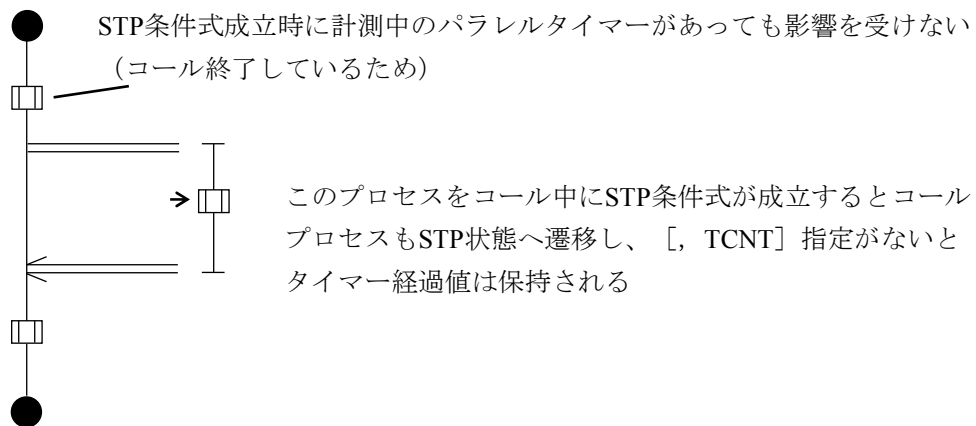 STP条件式成立時に計測中のパラレルタイマーがあっても影響を受けない
（コール終了しているため）
このプロセスをコール中にSTP条件式が成立するとコール
プロセスもSTP状態へ遷移し、［，TCNT］指定がないと
タイマー経過値は保持される